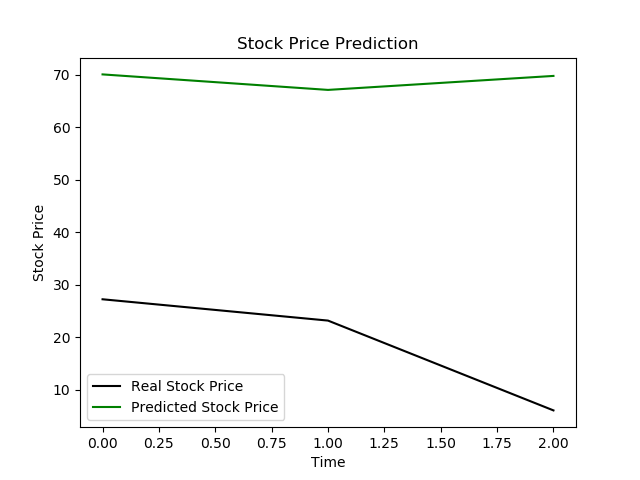 Stock Price Prediction
70
60
50
40
30
20
10
Stock Price
Real Stock Price
Predicted Stock Price
0.00 0.25 0.50 0.75 1.00 1.25 1.50 1.75 2.00
Time